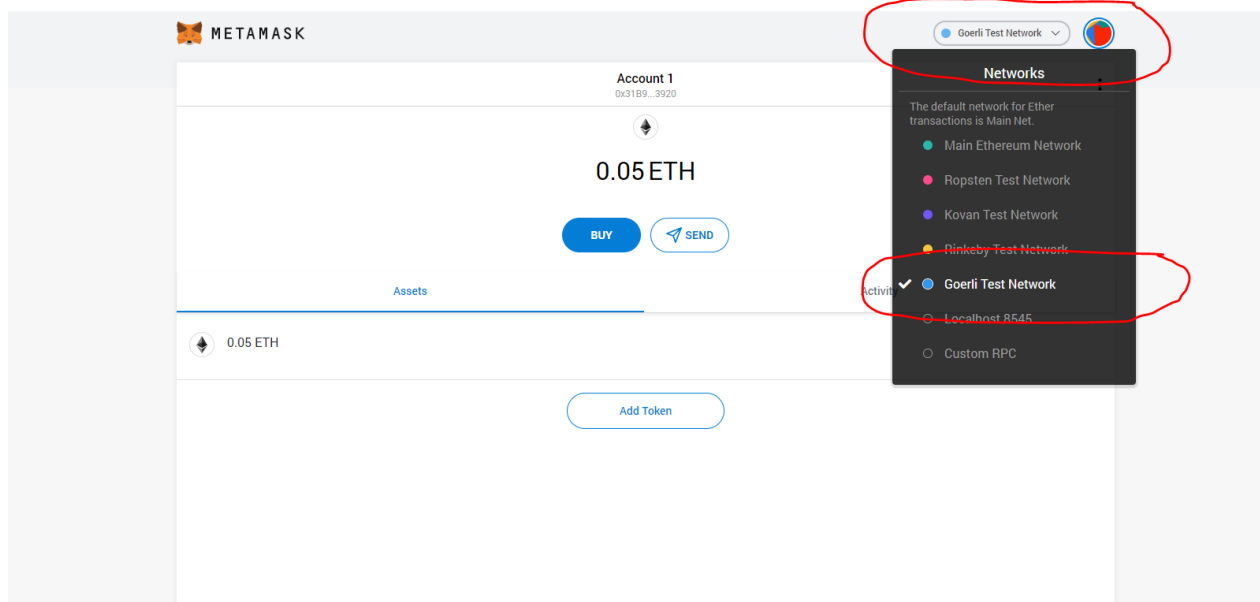 METAMASK
Goerli Test Network
Account 1
0x31B9...3920
0.05 ETH
BUY
SEND
Assets
Activity
0.05 ETH
Add Token
Networks
The default network for Ether
transactions is Main Net.
Main Ethereum Network
Ropsten Test Network
Kovan Test Network
Rinkeby Test Network
Goerli Test Network
Localhost 8545
Custom RPC